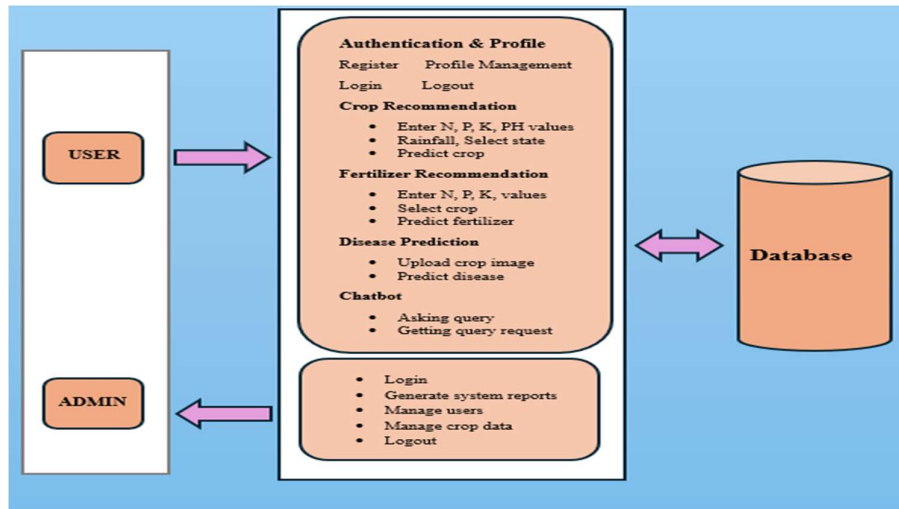 USER
ADMIN
Authentication & Profile
Register Profile Management
Login Logout
Crop Recommendation
• Enter N, P, K, PH values
• Rainfall, Select state
• Predict crop
Fertilizer Recommendation
• Enter N, P, K, values
• Select crop
• Predict fertilizer
Disease Prediction
• Upload crop image
• Predict disease
Chatbot
• Asking query
• Getting query request
• Login
• Generate system reports
• Manage users
• Manage crop data
• Logout
Database